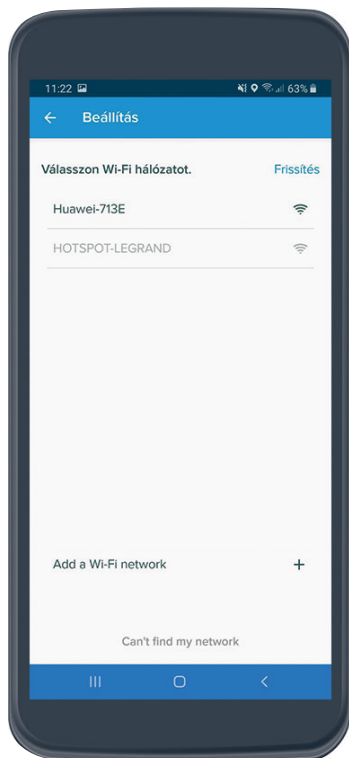 11:22 63%
Beállítás
Válasszon Wi-Fi hálózatot. Frissítés
Huawei-713E
HOTSPOT-LEGRAND
Add a Wi-Fi network +
Can't find my network